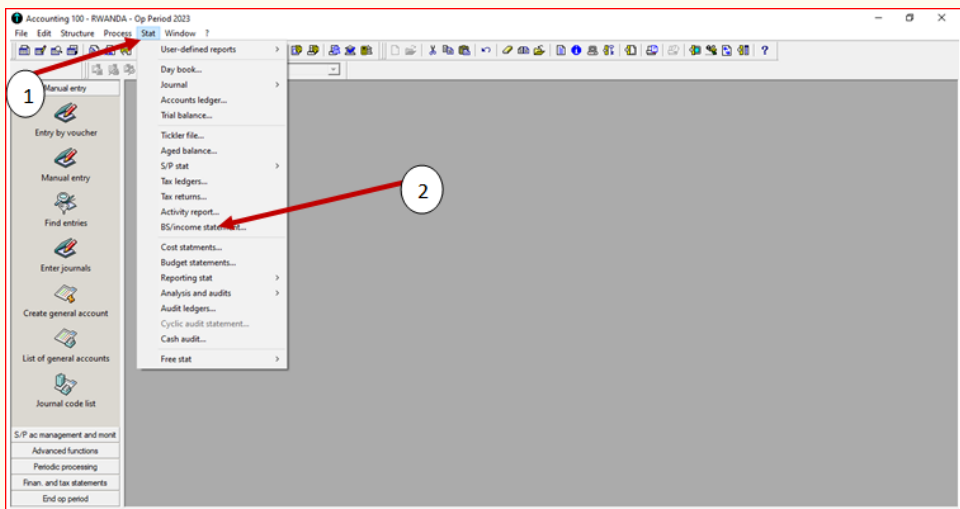 Accounting 100 - RWANDA - Op Period 2023
File Edit Structure Process Stat Window ?
User-defined reports
Day book...
Journal
Accounts ledger...
Trial balance...
Tickler file...
Aged balance...
S/P stat
Tax ledgers...
Tax returns...
Activity report...
BS/income statement...
Cost statments...
Budget statements...
Reporting stat
Analysis and audits
Audit ledgers...
Cyclic audit statement...
Cash audit...
Free stat
1
2
Manual entry
Entry by voucher
Manual entry
Find entries
Enter journals
Create general account
List of general accounts
Journal code list
S/P ac management and monit
Advanced functions
Periodic processing
Finan. and tax statements
End op period